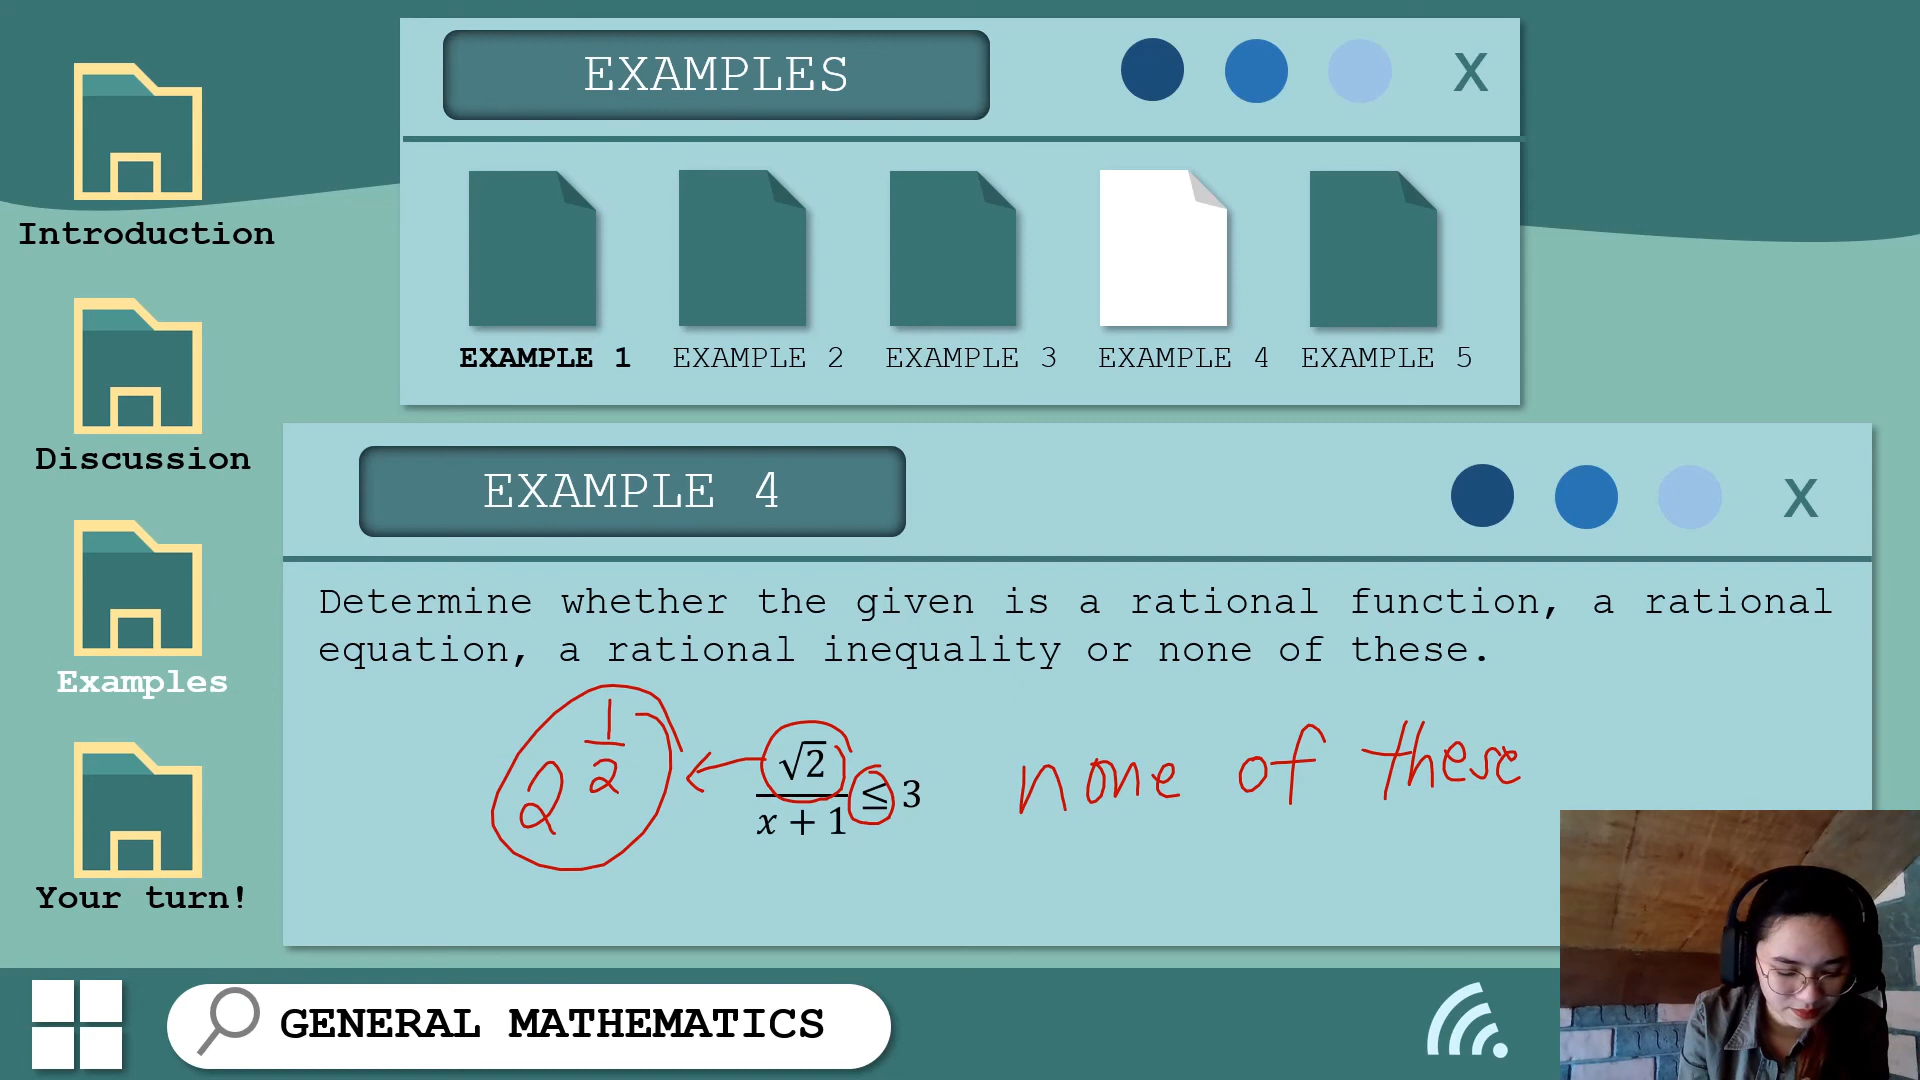 EXAMPLES
X
EXAMPLE 1
EXAMPLE 2
EXAMPLE 3
EXAMPLE 4
EXAMPLE 5
Introduction
Discussion
Examples
Your turn!
EXAMPLE 4
X
Determine whether the given is a rational function, a rational
equation, a rational inequality or none of these.
2^(1/2) ← √2/(x + 1) ≤ 3 none of these
GENERAL MATHEMATICS